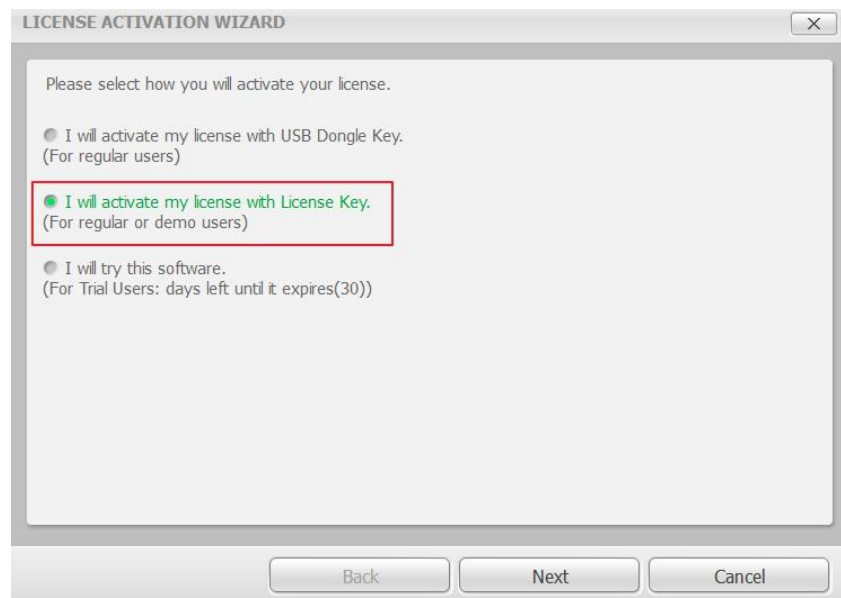 LICENSE ACTIVATION WIZARD
Please select how you will activate your license.
I will activate my license with USB Dongle Key.
(For regular users)
I will activate my license with License Key.
(For regular or demo users)
I will try this software.
(For Trial Users: days left until it expires(30))
Back Next Cancel